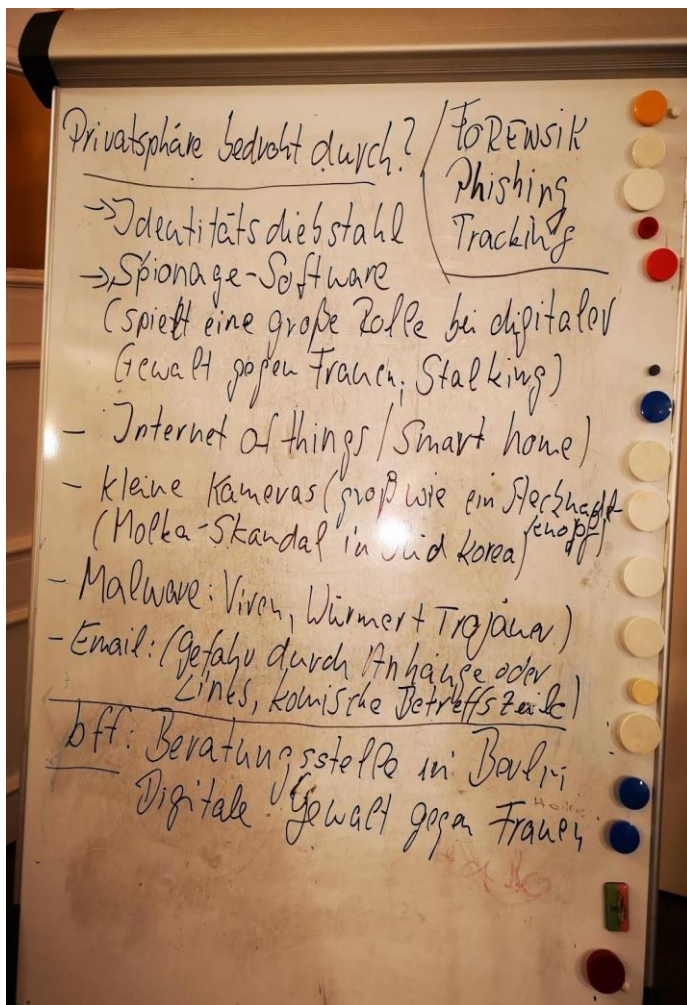 Privatsphäre bedroht durch?
FORENSIK
Phishing
Tracking
→ Identitätsdiebstahl
→ Spionage-Software
(spielt eine große Rolle bei digitaler
Gewalt gegen Frauen, Stalking)
- Internet of things / Smart home)
- kleine Kameras (groß wie ein Stecknadel-
knopf)
(Molka-Skandal in Süd Korea)
- Malware: Viren, Würmer + Trojaner)
- Email: (Gefahr durch Anhänge oder
Links, komische Betreffszeile)
bff: Beratungsstelle in Berlin
Digitale Gewalt gegen Frauen